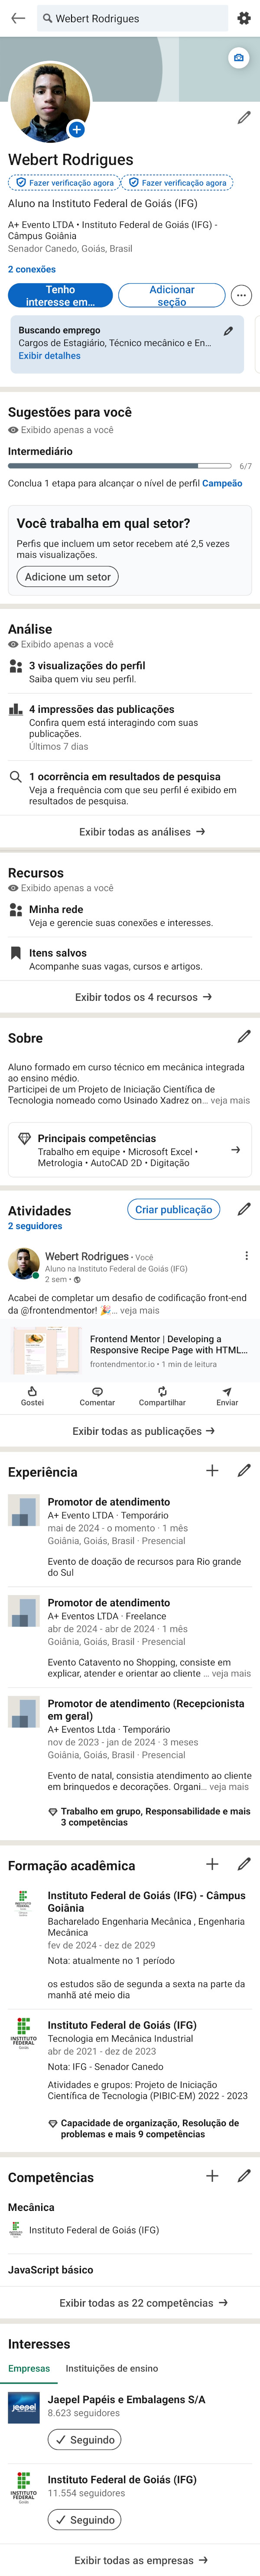 Webert Rodrigues
Webert Rodrigues
Fazer verificação agora
Fazer verificação agora
Aluno na Instituto Federal de Goiás (IFG)
A+ Evento LTDA • Instituto Federal de Goiás (IFG) -
Câmpus Goiânia
Senador Canedo, Goiás, Brasil
2 conexões
Tenho
interesse em...
Adicionar
seção
Buscando emprego
Cargos de Estagiário, Técnico mecânico e En...
Exibir detalhes
Sugestões para você
Exibido apenas a você
Intermediário
6/7
Conclua 1 etapa para alcançar o nível de perfil Campeão
Você trabalha em qual setor?
Perfis que incluem um setor recebem até 2,5 vezes
mais visualizações.
Adicione um setor
Análise
Exibido apenas a você
3 visualizações do perfil
Saiba quem viu seu perfil.
4 impressões das publicações
Confira quem está interagindo com suas
publicações.
Últimos 7 dias
1 ocorrência em resultados de pesquisa
Veja a frequência com que seu perfil é exibido em
resultados de pesquisa.
Exibir todas as análises →
Recursos
Exibido apenas a você
Minha rede
Veja e gerencie suas conexões e interesses.
Itens salvos
Acompanhe suas vagas, cursos e artigos.
Exibir todos os 4 recursos →
Sobre
Aluno formado em curso técnico em mecânica integrada
ao ensino médio.
Participei de um Projeto de Iniciação Científica de
Tecnologia nomeado como Usinado Xadrez on... veja mais
Principais competências
Trabalho em equipe • Microsoft Excel •
Metrologia • AutoCAD 2D • Digitação
Atividades
Criar publicação
2 seguidores
Webert Rodrigues • Você
Aluno na Instituto Federal de Goiás (IFG)
2 sem •
Acabei de completar um desafio de codificação front-end
da @frontendmentor! 🎉... veja mais
Frontend Mentor | Developing a
Responsive Recipe Page with HTML...
frontendmentor.io • 1 min de leitura
Gostei
Comentar
Compartilhar
Enviar
Exibir todas as publicações →
Experiência
Promotor de atendimento
A+ Evento LTDA · Temporário
mai de 2024 - o momento · 1 mês
Goiânia, Goiás, Brasil · Presencial
Evento de doação de recursos para Rio grande
do Sul
Promotor de atendimento
A+ Eventos LTDA · Freelance
abr de 2024 - abr de 2024 · 1 mês
Goiânia, Goiás, Brasil · Presencial
Evento Catavento no Shopping, consiste em
explicar, atender e orientar ao cliente ... veja mais
Promotor de atendimento (Recepcionista
em geral)
A+ Eventos Ltda · Temporário
nov de 2023 - jan de 2024 · 3 meses
Goiânia, Goiás, Brasil · Presencial
Evento de natal, consistia atendimento ao cliente
em brinquedos e decorações. Organi... veja mais
Trabalho em grupo, Responsabilidade e mais
3 competências
Formação acadêmica
Instituto Federal de Goiás (IFG) - Câmpus
Goiânia
Bacharelado Engenharia Mecânica , Engenharia
Mecânica
fev de 2024 - dez de 2029
Nota: atualmente no 1 período
os estudos são de segunda a sexta na parte da
manhã até meio dia
INSTITUTO
FEDERAL
Goiás
Instituto Federal de Goiás (IFG)
Tecnologia em Mecânica Industrial
abr de 2021 - dez de 2023
Nota: IFG - Senador Canedo
Atividades e grupos: Projeto de Iniciação
Científica de Tecnologia (PIBIC-EM) 2022 - 2023
Capacidade de organização, Resolução de
problemas e mais 9 competências
Competências
Mecânica
Instituto Federal de Goiás (IFG)
JavaScript básico
Exibir todas as 22 competências →
Interesses
Empresas
Instituições de ensino
jaepel
Jaepel Papéis e Embalagens S/A
8.623 seguidores
Seguindo
INSTITUTO
FEDERAL
Goiás
Instituto Federal de Goiás (IFG)
11.554 seguidores
Seguindo
Exibir todas as empresas →